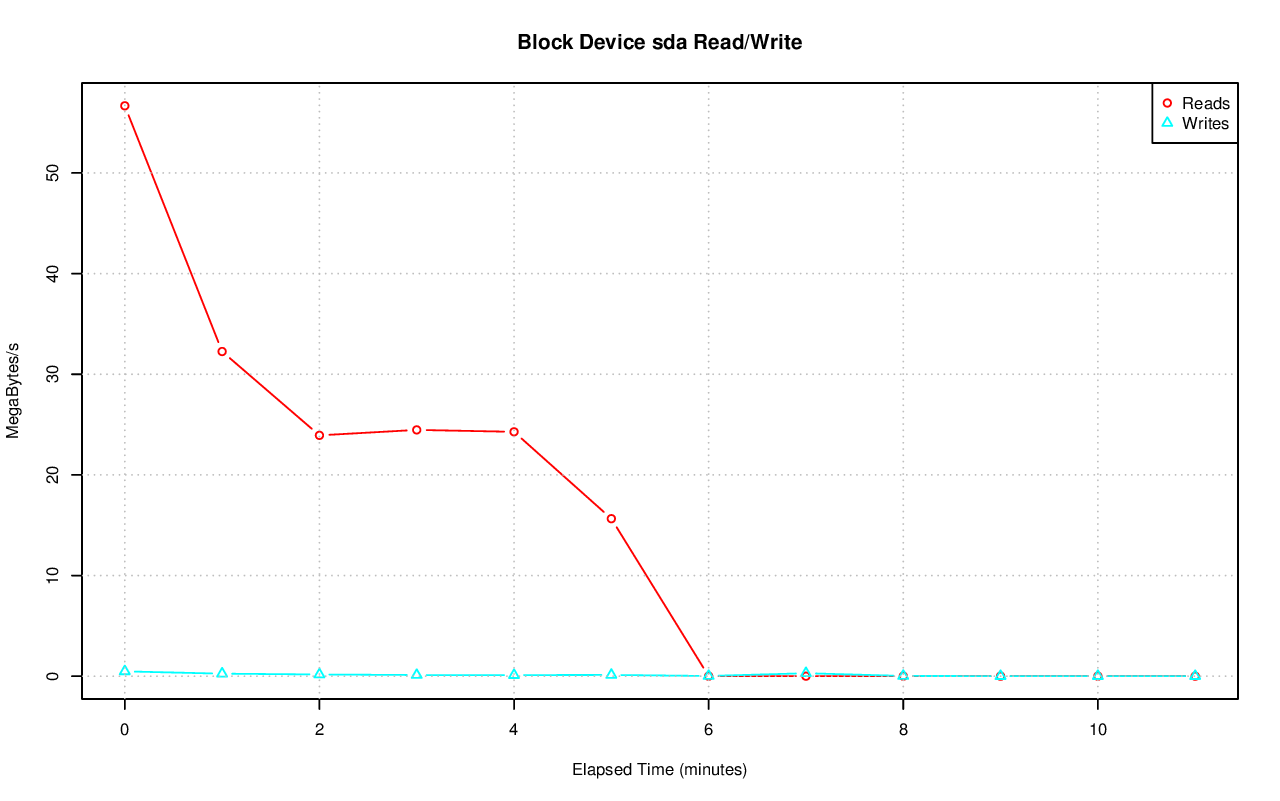 Block Device sda Read/Write
Reads
Writes
MegaBytes/s
50
40
30
20
10
0
0 2 4 6 8 10
Elapsed Time (minutes)